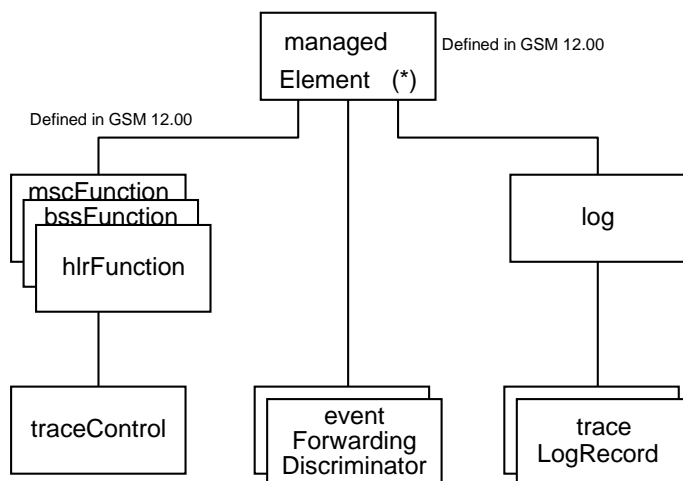 managed
Element (*)
Defined in GSM 12.00
Defined in GSM 12.00
mscFunction
bssFunction
hlrFunction
log
traceControl
event
Forwarding
Discriminator
trace
LogRecord